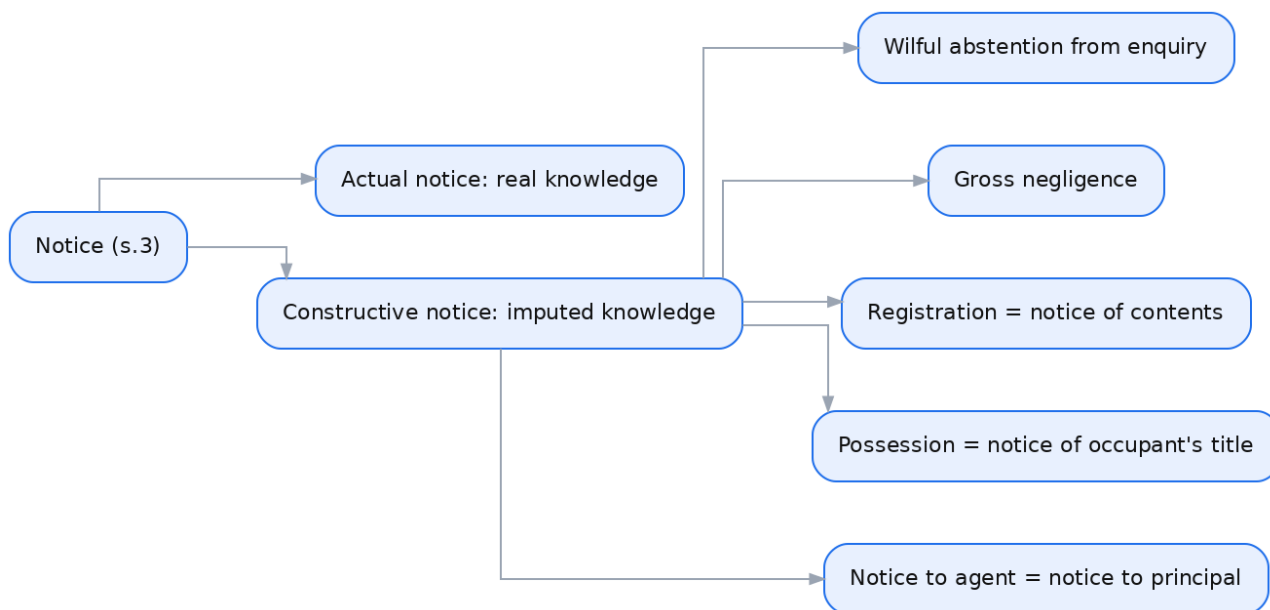 Notice (s.3)
Actual notice: real knowledge
Constructive notice: imputed knowledge
Wilful abstention from enquiry
Gross negligence
Registration = notice of contents
Possession = notice of occupant's title
Notice to agent = notice to principal